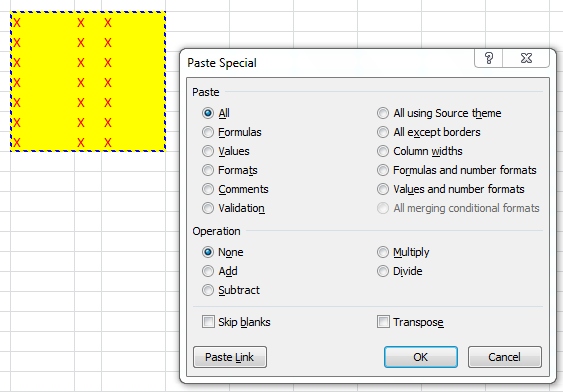 X X X
X X X
X X X
X X X
X X X
X X X
X X X
Paste Special
Paste
All
All using Source theme
Formulas
All except borders
Values
Column widths
Formats
Formulas and number formats
Comments
Values and number formats
Validation
All merging conditional formats
Operation
None
Multiply
Add
Divide
Subtract
Skip blanks
Transpose
Paste Link
OK
Cancel